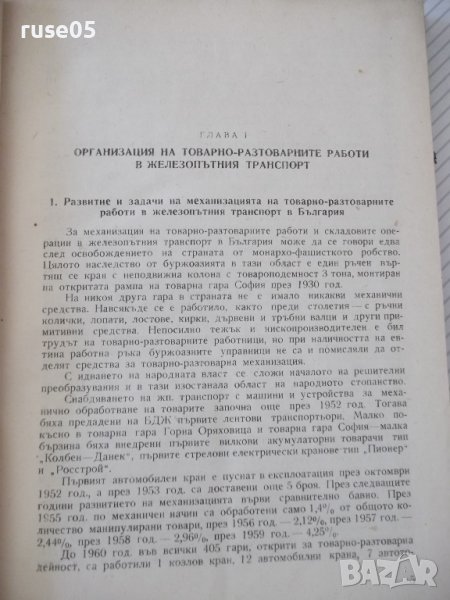 ruse05
ГЛАВА I
ОРГАНИЗАЦИЯ НА ТОВАРНО-РАЗТОВАРНИТЕ РАБОТИ
В ЖЕЛЕЗОПЪТНИЯ ТРАНСПОРТ
1. Развитие и задачи на механизацията на товарно-разтоварните
работи в железопътния транспорт в България
За механизация на товарно-разтоварните работи и складовите опе-
рации в железопътния транспорт в България може да се говори едва
след освобождението на страната от монархо-фашисткото робство.
Цялото наследство от буржоазията в тази област е един ръчен вър-
тящ се кран с неподвижна колона с товароподемност 3 тона, монтиран
на откритата рампа на товарна гара София през 1930 год.
На никоя друга гара в страната не е имало никакви механични
средства. Навсякъде се е работило, както преди столетия — с ръчни
колички, лопати, лостове, кирки, дървени и тръбни валци и други при-
митивни средства. Непосилно тежък и нископроизводителен е бил
трудът на товарно-разтоварните работници, но при наличността на ев-
тина работна ръка буржоазните управници не са и помисляли да от-
делят средства за товарно-разтоварна механизация.
С идването на народната власт се сложи началото на решителни
преобразувания и в тази изостанала област на народното стопанство.
Снабдяването на жп. транспорт с машини и устройства за меха-
нично обработване на товарите започно още през 1952 год. Тогава
бяха предадени на БДЖ първите лентови транспортьори. Малко по-
късно в товарна гара Горна Оряховица и товарна гара София—малка
бързина бяха внедрени първите вилкови акумулаторни товарачи тип
„Колбен—Данек“, първите стрелови електрически кранове тип „Пионер“
и „Росстрой“.
Първият автомобилен кран е пуснат в експлоатация през октомври
1952 год., а през 1953 год. са доставени още 5 броя. През следващите
години развитието на механизацията върви сравнително бавно. През
1955 год. по механичен начин са обработени само 1,4% от общото ко-
личество манипулирани товари, през 1956 год. — 2,12%, през 1957 год. —
2,44%, през 1958 год. — 2,96%, през 1959 год. — 4,25%.
До 1960 год. във всички 405 гари, открити за товарно-разтоварна
дейност, са работили 1 козлов кран, 12 автомобилни крана, 7 автого-
BAZAR.bg